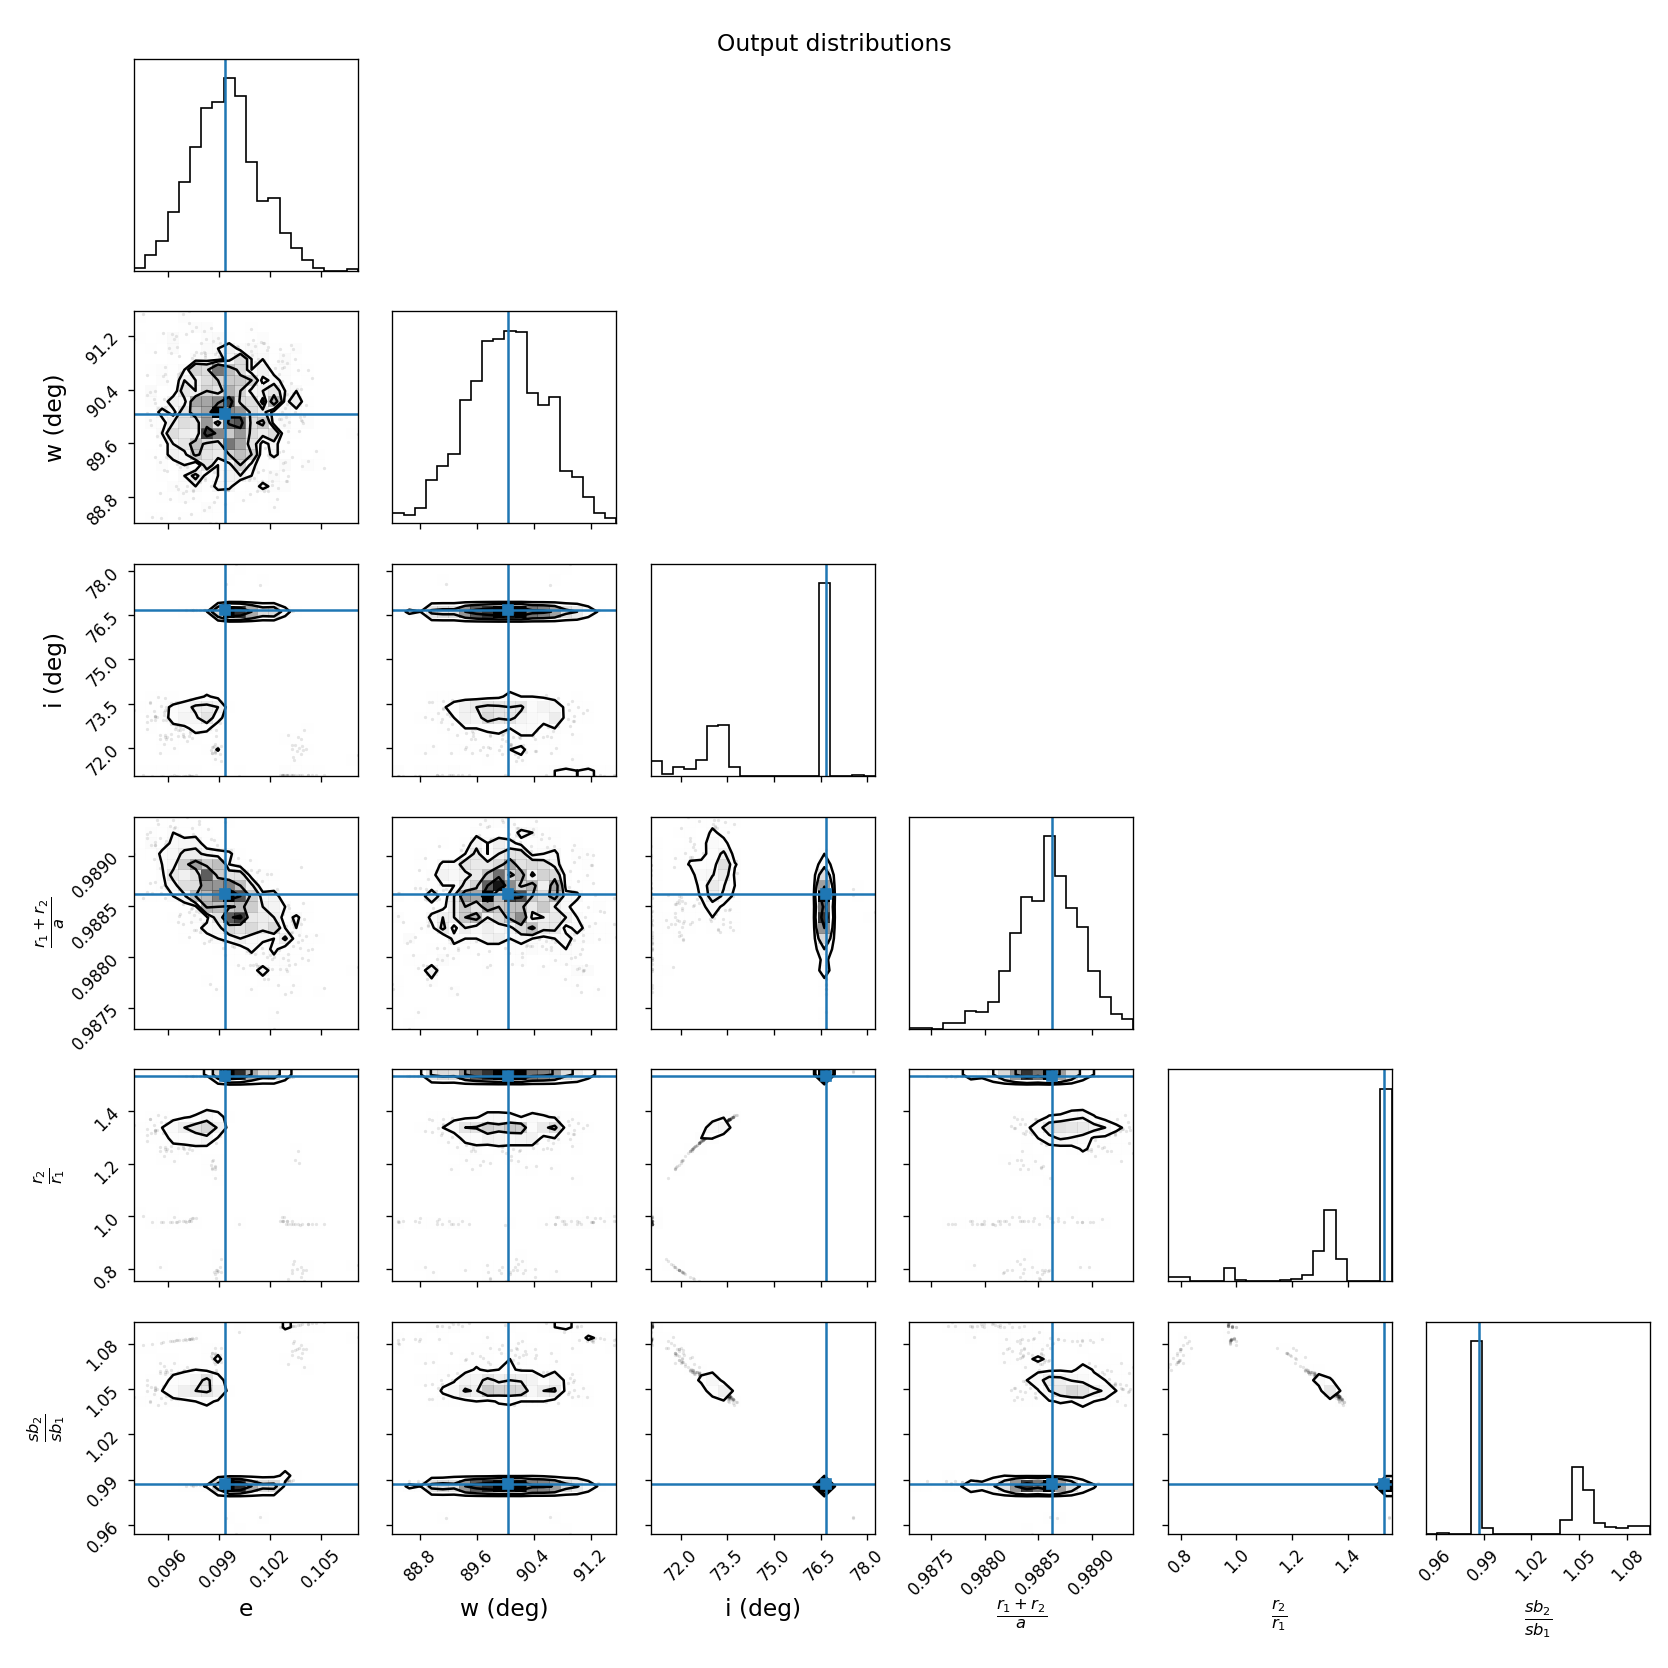 Output distributions
w (deg)
91.2
90.4
89.6
88.8
i (deg)
78.0
76.5
75.0
73.5
72.0
r₁ + r₂
a
0.9890
0.9885
0.9880
0.9875
r₂
r₁
1.4
1.2
1.0
0.8
sb₂
sb₁
1.08
1.05
1.02
0.99
0.96
0.096 0.099 0.102 0.105 88.8 89.6 90.4 91.2 72.0 73.5 75.0 76.5 78.0 0.9875 0.9880 0.9885 0.9890 0.8 1.0 1.2 1.4 0.96 0.99 1.02 1.05 1.08
e w (deg) i (deg) r₁ + r₂ r₂ sb₂
a r₁ sb₁